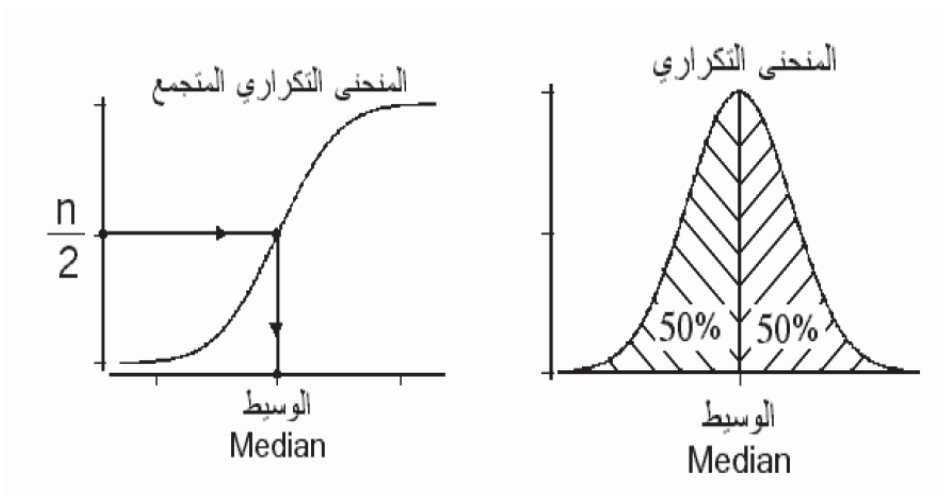 المنحنى التكراري
المنحنى التكراري المتجمع
n
2
50% 50%
الوسيط
Median
الوسيط
Median